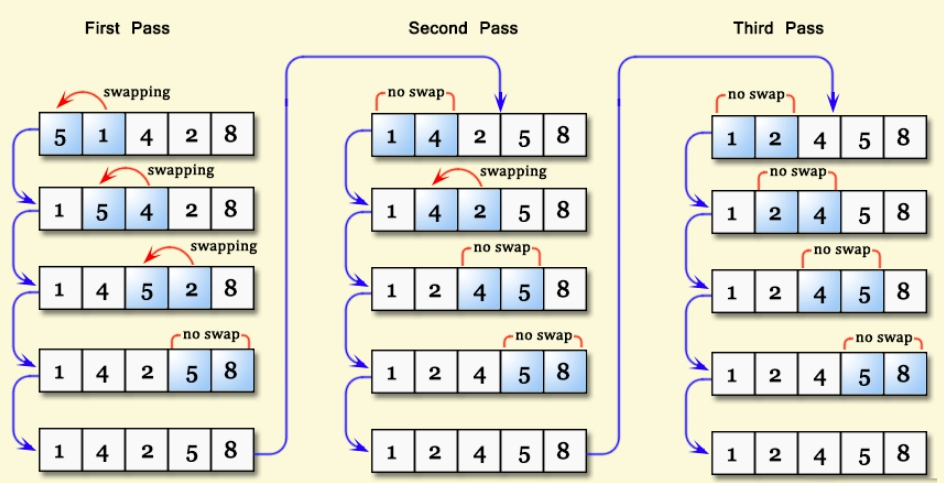 First Pass
swapping
5 1 4 2 8
swapping
1 5 4 2 8
swapping
1 4 5 2 8
no swap
1 4 2 5 8
1 4 2 5 8
Second Pass
no swap
1 4 2 5 8
swapping
1 4 2 5 8
no swap
1 2 4 5 8
no swap
1 2 4 5 8
1 2 4 5 8
Third Pass
no swap
1 2 4 5 8
no swap
1 2 4 5 8
no swap
1 2 4 5 8
no swap
1 2 4 5 8
1 2 4 5 8